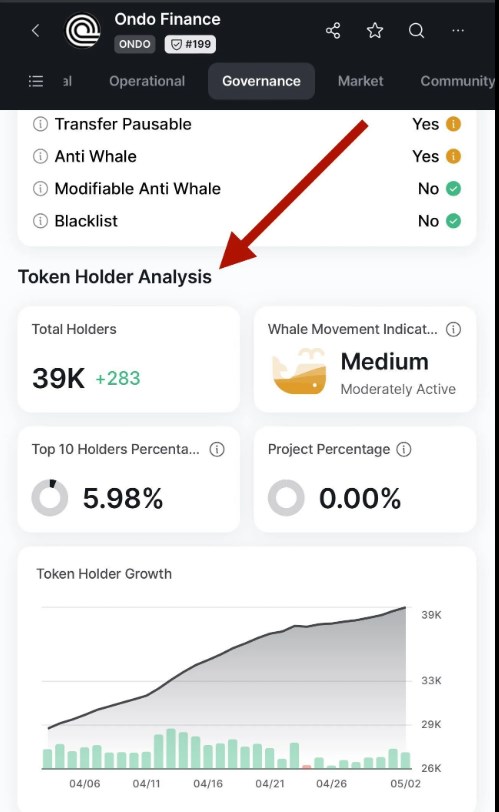 Ondo Finance
ONDO #199
al Operational Governance Market Community
Transfer Pausable Yes
Anti Whale Yes
Modifiable Anti Whale No
Blacklist No
Token Holder Analysis
Total Holders
39K +283
Whale Movement Indicat...
Medium
Moderately Active
Top 10 Holders Percenta...
5.98%
Project Percentage
0.00%
Token Holder Growth
39K
33K
29K
26K
04/06 04/11 04/16 04/21 04/26 05/02